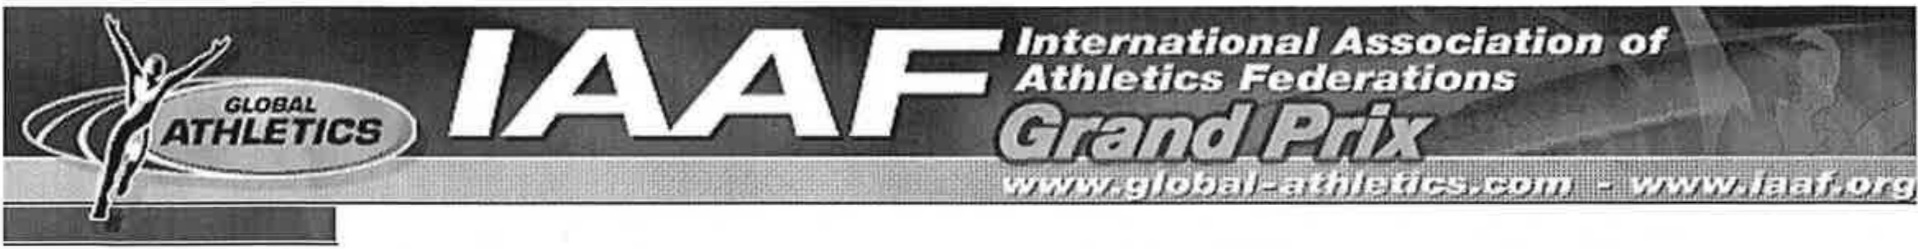 GLOBAL
ATHLETICS
IAAF
International Association of
Athletics Federations
Grand Prix
www.global-athletics.com - www.iaaf.org